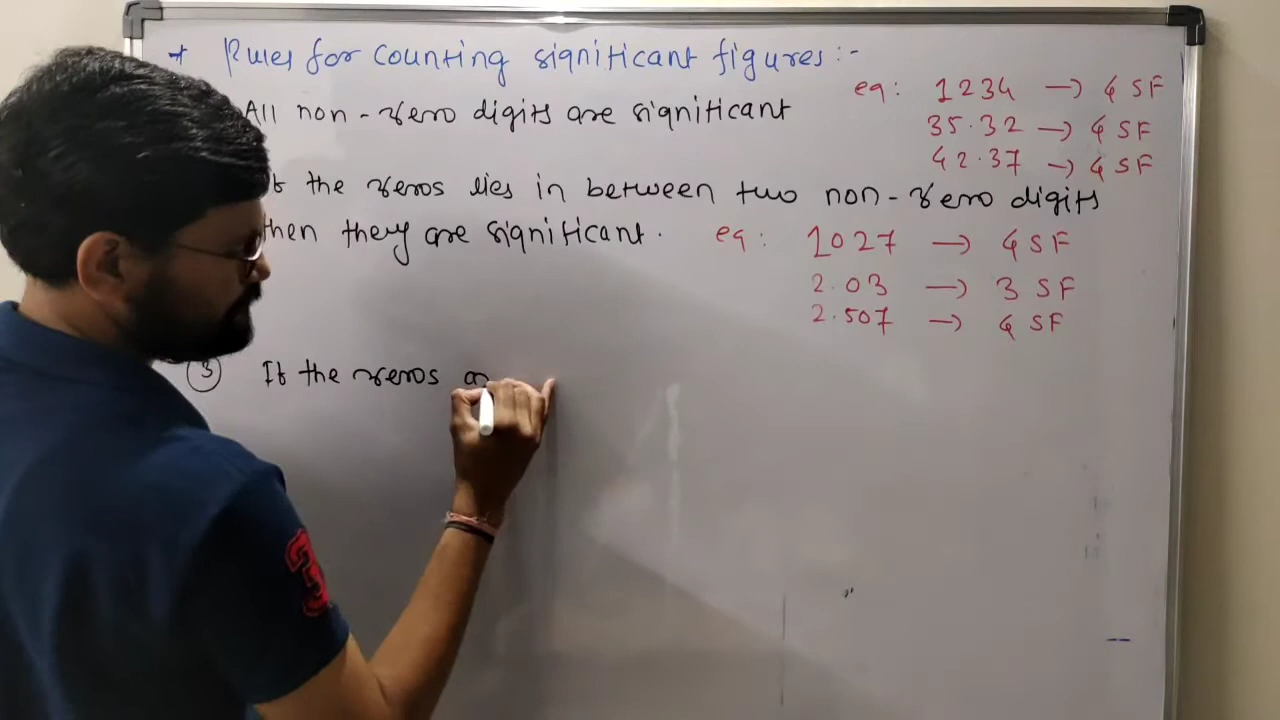 → Rules for counting significant figures :-
All non-zero digits are significant
eg: 1234 → 4 SF
35.32 → 4 SF
42.37 → 4 SF
the zeros lies in between two non-zero digits
then they are significant.
eg: 1027 → 4 SF
2.03 → 3 SF
2.507 → 4 SF
③ If the zeros
3